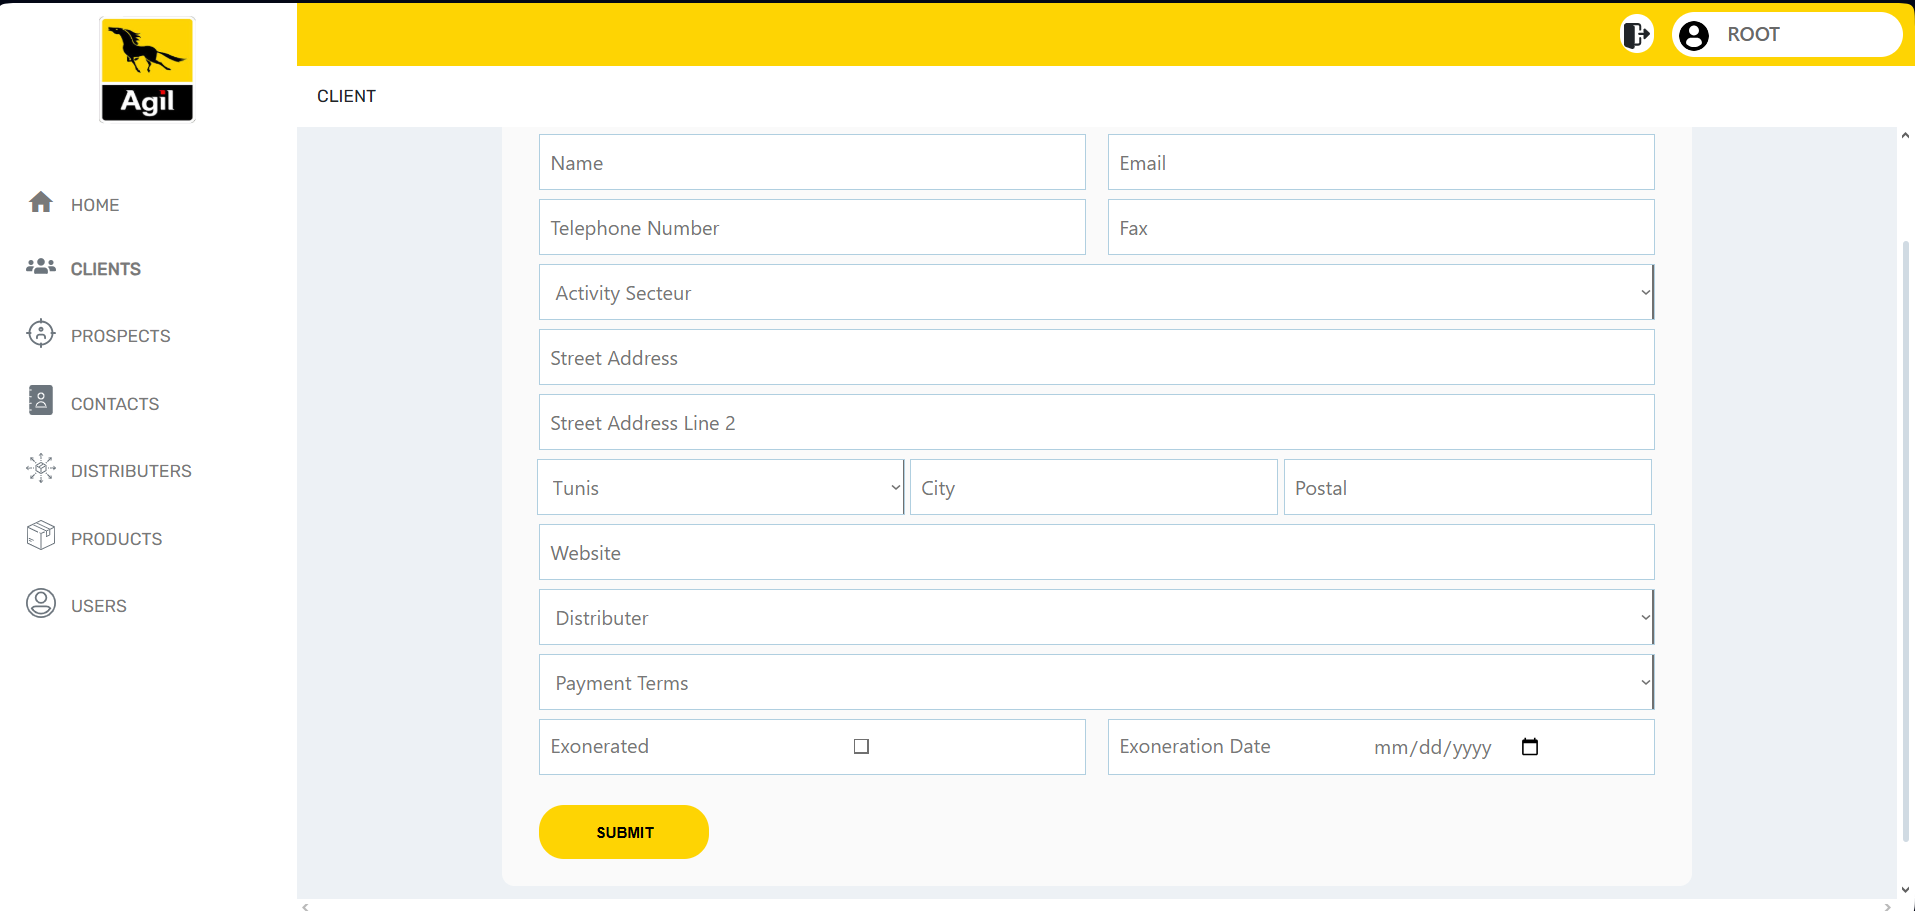 Agil
ROOT
CLIENT
HOME
CLIENTS
PROSPECTS
CONTACTS
DISTRIBUTERS
PRODUCTS
USERS
Name Email
Telephone Number Fax
Activity Secteur
Street Address
Street Address Line 2
Tunis City Postal
Website
Distributer
Payment Terms
Exonerated Exoneration Date mm/dd/yyyy
SUBMIT